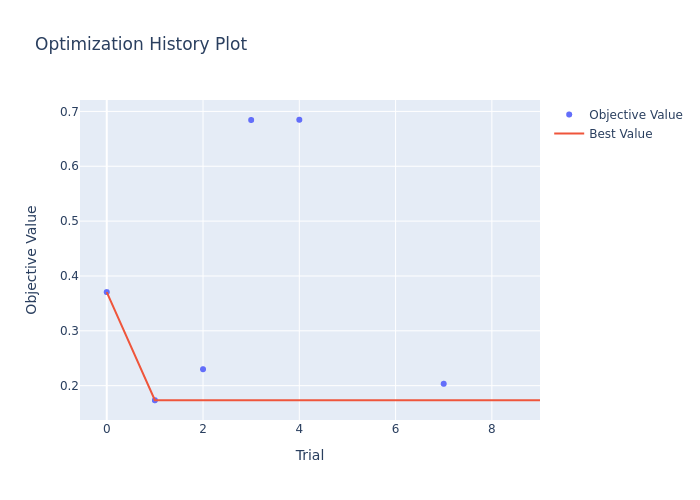 Optimization History Plot
Objective Value
Best Value
0.7
0.6
0.5
0.4
0.3
0.2
Objective Value
0
2
4
6
8
Trial